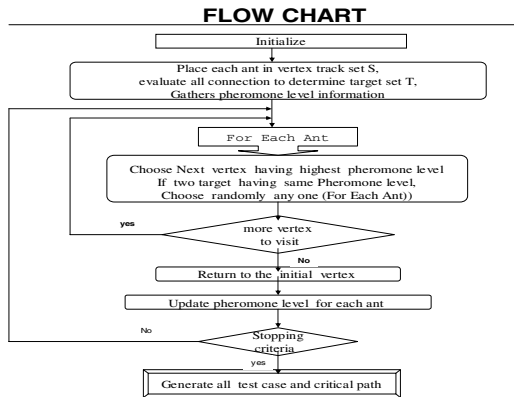 FLOW CHART
Initialize
Place each ant in vertex track set S,
evaluate all connection to determine target set T,
Gathers pheromone level information
For Each Ant
Choose Next vertex having highest pheromone level
If two target having same Pheromone level,
Choose randomly any one (For Each Ant))
yes
more vertex
to visit
No
Return to the initial vertex
Update pheromone level for each ant
No
Stopping
criteria
yes
Generate all test case and critical path